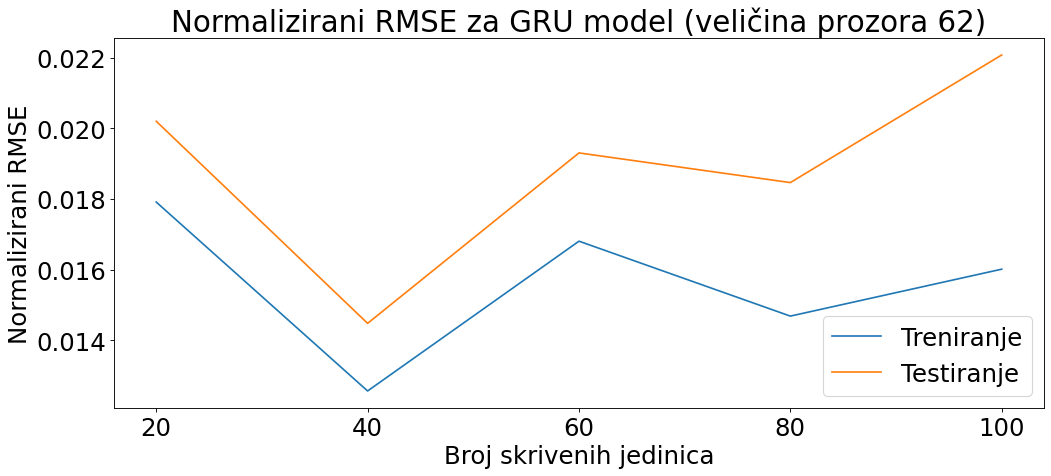 Normalizirani RMSE za GRU model (veličina prozora 62)
Normalizirani RMSE
0.022
0.020
0.018
0.016
0.014
20 40 60 80 100
Broj skrivenih jedinica
Treniranje
Testiranje